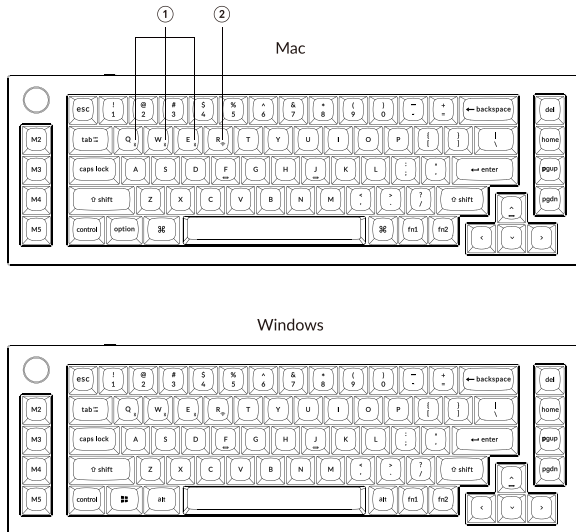 ① ②
Mac
esc ! 1 @ 2 # 3 $ 4 % 5 ^ 6 & 7 * 8 ( 9 ) 0 - + = ← backspace del
M2 tab Q W E R T Y U I O P { [ } ] | \ home
M3 caps lock A S D F G H J K L : ; " ' ↵ enter pgup
M4 ⇧ shift Z X C V B N M < , > . ? / ⇧ shift pgdn
M5 control option ⌘ ⌘ fn1 fn2 ^
< ⌄ >
Windows
esc ! 1 @ 2 # 3 $ 4 % 5 ^ 6 & 7 * 8 ( 9 ) 0 - + = ← backspace del
M2 tab Q W E R T Y U I O P { [ } ] | \ home
M3 caps lock A S D F G H J K L : ; " ' ↵ enter pgup
M4 ⇧ shift Z X C V B N M < , > . ? / ⇧ shift pgdn
M5 control alt alt fn1 fn2 ^
< ⌄ >